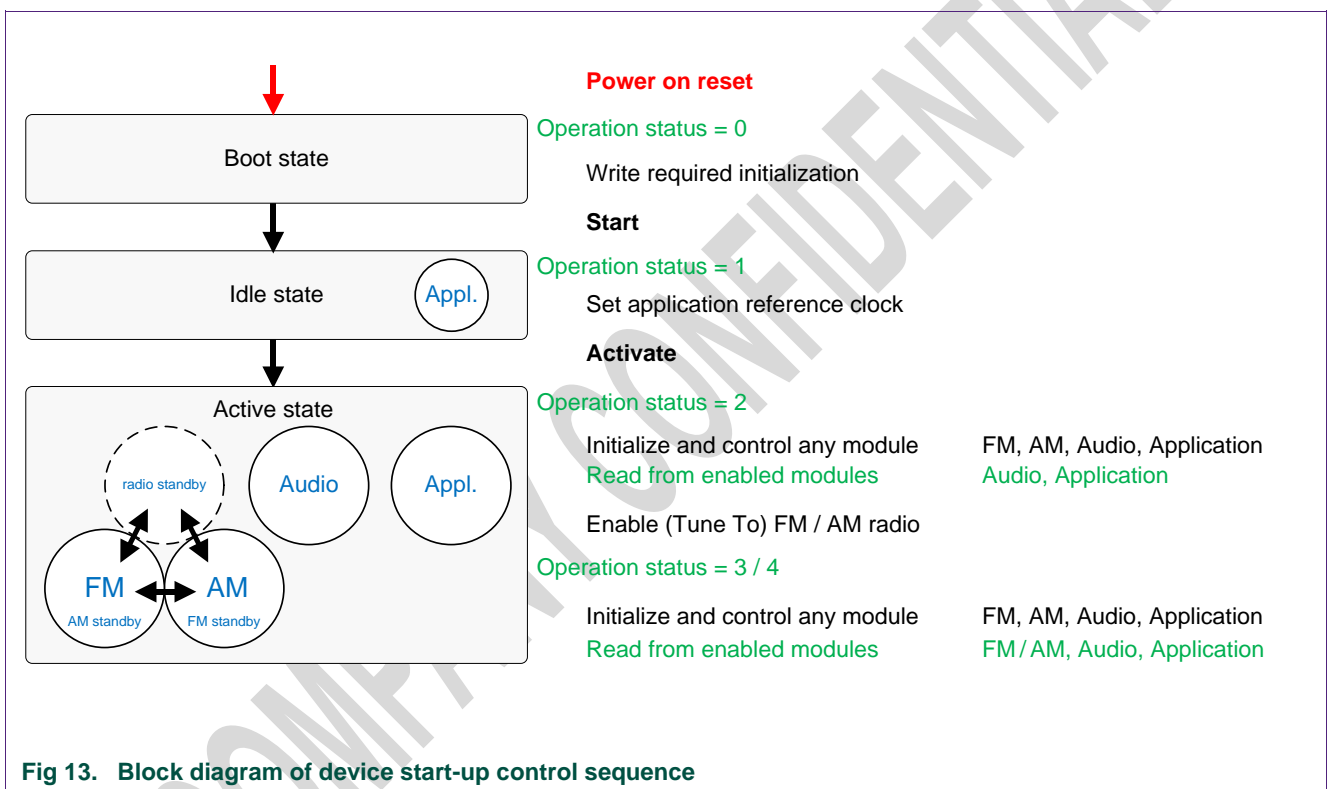 Power on reset
Operation status = 0
Boot state
Write required initialization
Start
Operation status = 1
Idle state
Appl.
Set application reference clock
Activate
Operation status = 2
Active state
Initialize and control any module FM, AM, Audio, Application
Read from enabled modules Audio, Application
radio standby
Audio
Appl.
Enable (Tune To) FM / AM radio
Operation status = 3 / 4
FM
AM standby
AM
FM standby
Initialize and control any module FM, AM, Audio, Application
Read from enabled modules FM / AM, Audio, Application
COMPANY CONFIDENTIAL
Fig 13. Block diagram of device start-up control sequence